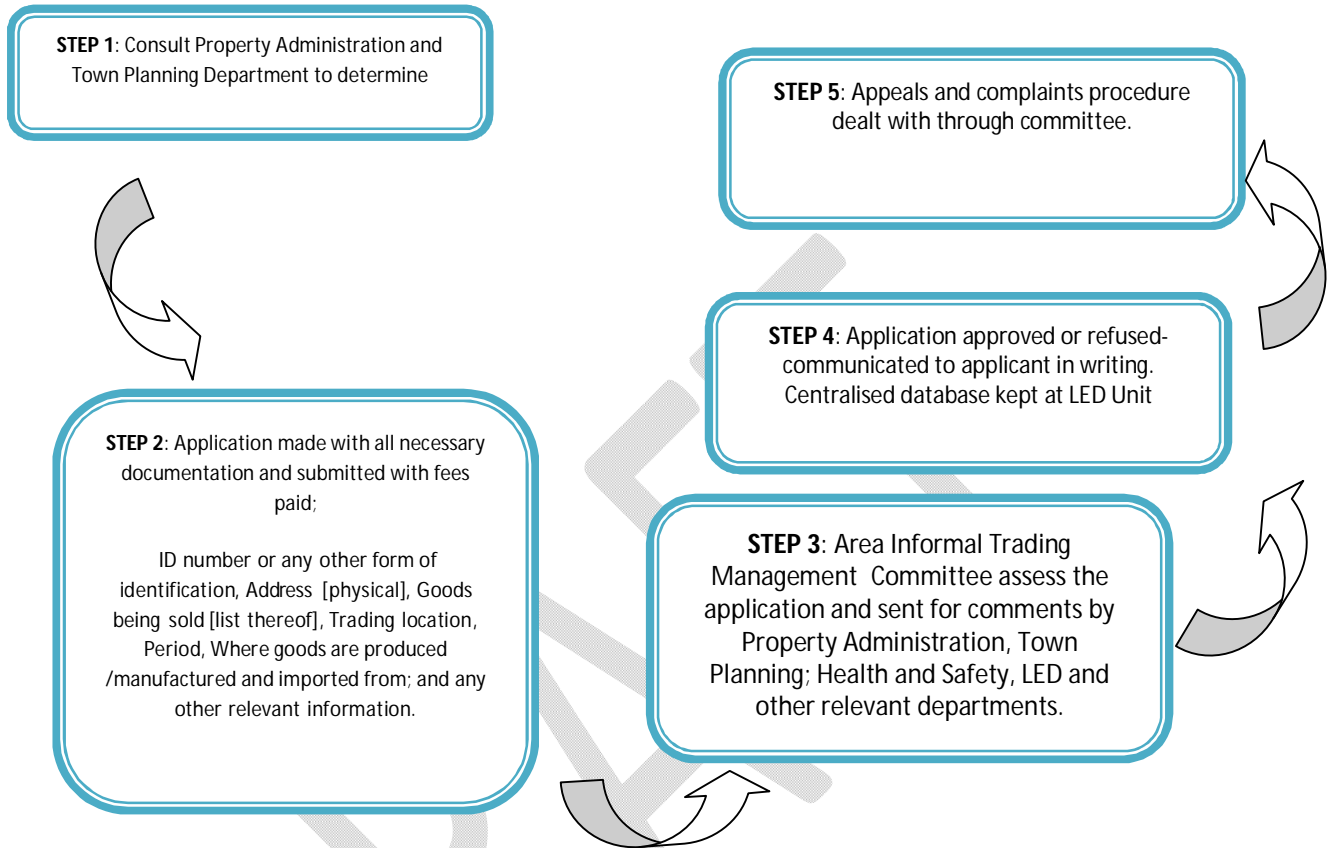 STEP 1: Consult Property Administration and
Town Planning Department to determine
STEP 2: Application made with all necessary
documentation and submitted with fees
paid;
ID number or any other form of
identification, Address [physical], Goods
being sold [list thereof], Trading location,
Period, Where goods are produced
/manufactured and imported from; and any
other relevant information.
STEP 3: Area Informal Trading
Management Committee assess the
application and sent for comments by
Property Administration, Town
Planning; Health and Safety, LED and
other relevant departments.
STEP 4: Application approved or refused-
communicated to applicant in writing.
Centralised database kept at LED Unit
STEP 5: Appeals and complaints procedure
dealt with through committee.